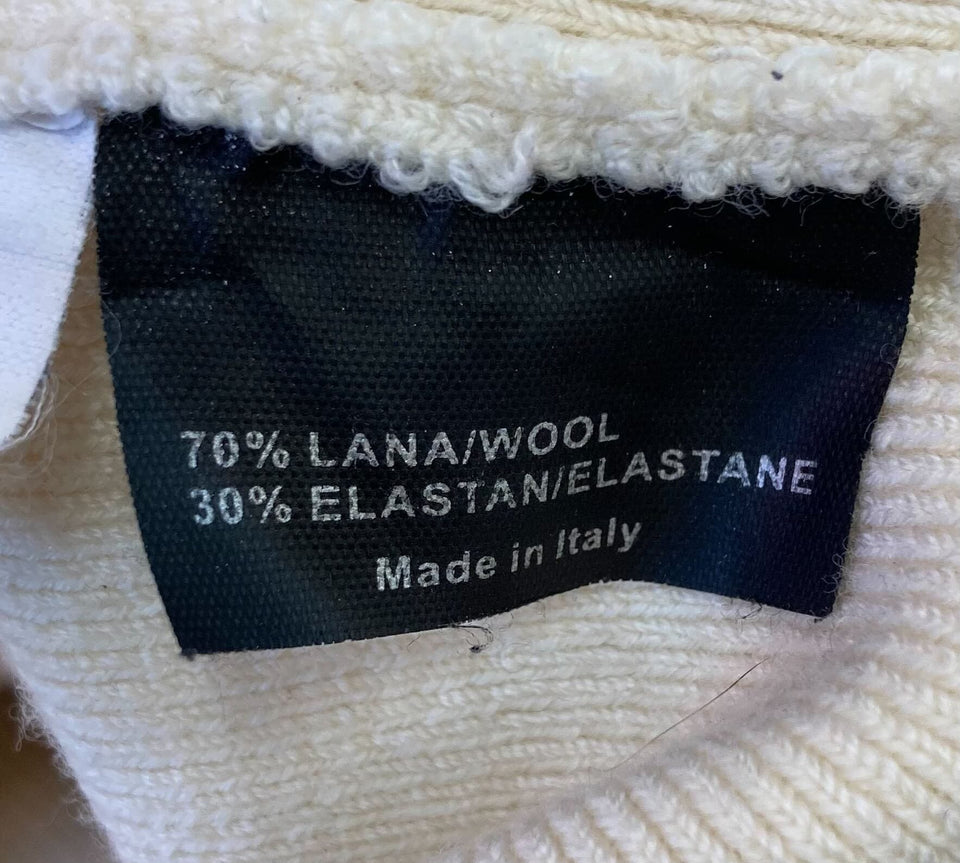 70% LANA/WOOL
30% ELASTAN/ELASTANE
Made in Italy